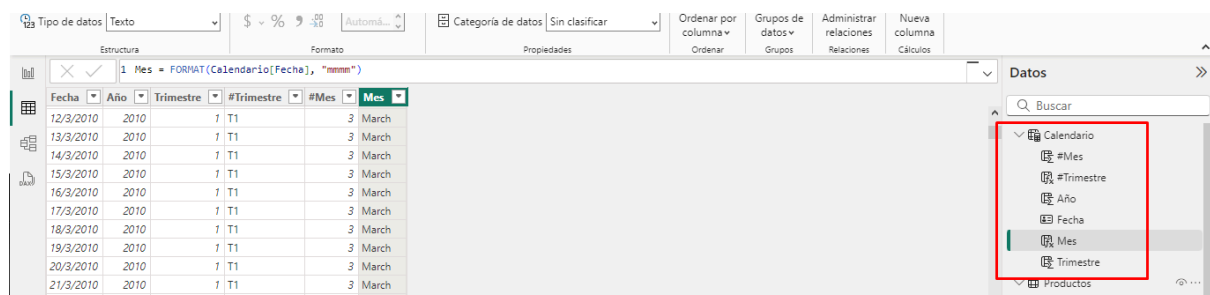 Tipo de datos Texto
$ % Automá...
Categoría de datos Sin clasificar
Ordenar por columna
Grupos de datos
Administrar relaciones
Nueva columna
Estructura Formato Propiedades Ordenar Grupos Relaciones Cálculos
1 Mes = FORMAT(Calendario[Fecha], "mmmm")
Fecha Año Trimestre #Trimestre #Mes Mes
12/3/2010 2010 1 T1 3 March
13/3/2010 2010 1 T1 3 March
14/3/2010 2010 1 T1 3 March
15/3/2010 2010 1 T1 3 March
16/3/2010 2010 1 T1 3 March
17/3/2010 2010 1 T1 3 March
18/3/2010 2010 1 T1 3 March
19/3/2010 2010 1 T1 3 March
20/3/2010 2010 1 T1 3 March
21/3/2010 2010 1 T1 3 March
Datos
Buscar
Calendario
#Mes
#Trimestre
Año
Fecha
Mes
Trimestre
Productos